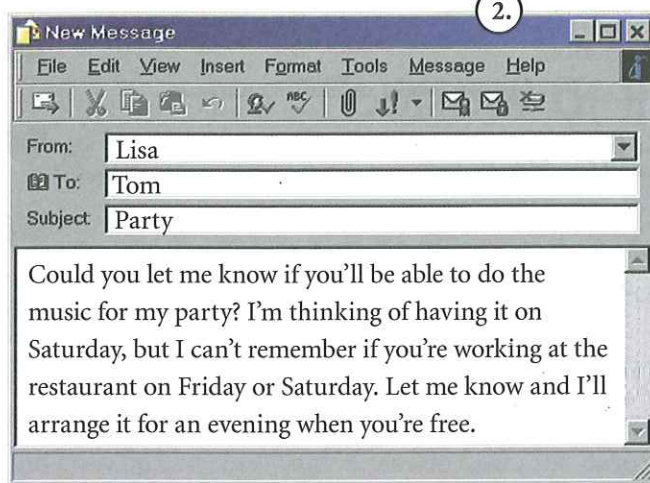 2.
New Message
File Edit View Insert Format Tools Message Help
ABC
From: Lisa
To: Tom
Subject: Party
Could you let me know if you'll be able to do the
music for my party? I'm thinking of having it on
Saturday, but I can't remember if you're working at the
restaurant on Friday or Saturday. Let me know and I'll
arrange it for an evening when you're free.